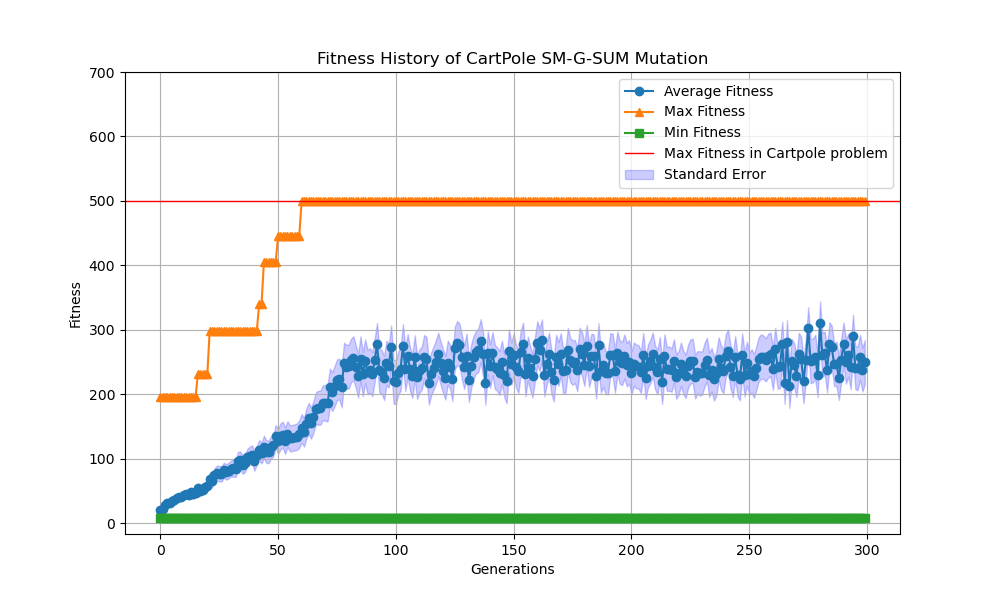 Fitness History of CartPole SM-G-SUM Mutation
700
600
500
400
300
200
100
0
Fitness
Average Fitness
Max Fitness
Min Fitness
Max Fitness in Cartpole problem
Standard Error
0 50 100 150 200 250 300
Generations